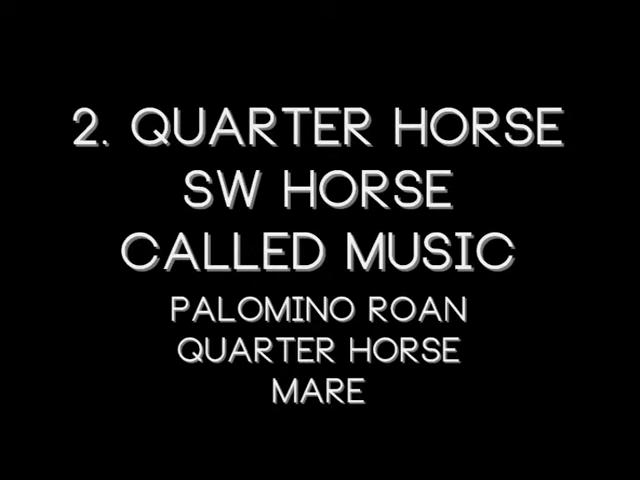 2. QUARTER HORSE
SW HORSE
CALLED MUSIC
PALOMINO ROAN
QUARTER HORSE
MARE